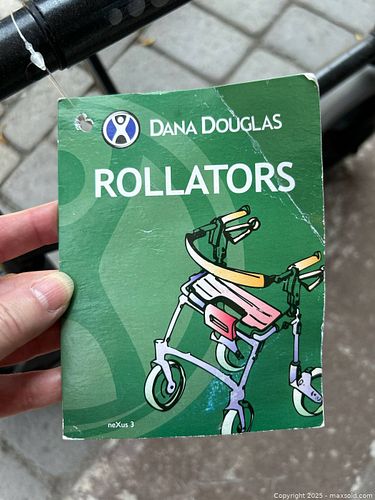 DANA DOUGLAS
ROLLATORS
neXus 3
Copyright 2025 - maxsold.com